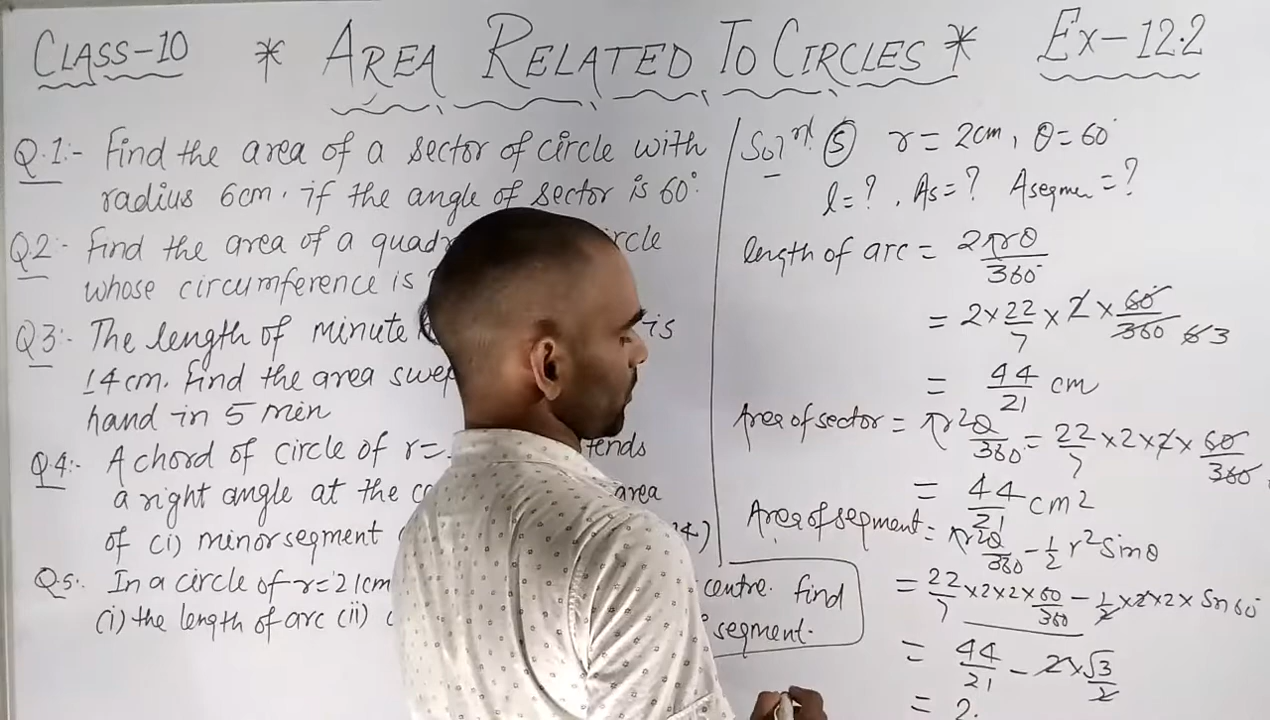 CLASS-10 * AREA RELATED TO CIRCLES * Ex-12.2
Q.1:- Find the area of a sector of circle with
radius 6cm. if the angle of sector is 60°.
Q2:- Find the area of a quadr rcle
whose circumference is
Q3:- The length of minute is
14cm. Find the area swep
hand in 5 min
Q.4:- A chord of circle of r= tends
a right angle at the c area
of (i) minor segment 4)
Q5:- In a circle of r=21cm centre. find
(i) the length of arc (ii) segment.
Solⁿ ⑤ r = 2cm, θ = 60°
l = ? , As = ? Asegmen = ?
length of arc = 2πrθ/360°
= 2 × 22/7 × 2 × 60°/360 6 3
= 44/21 cm
Area of sector = πr²θ/360 = 22/7 × 2 × 2 × 60°/360
= 44/21 cm2
Area of segment = πr²θ/360 - 1/2 r² Sinθ
= 22/7 × 2 × 2 × 60/360 - 1/2 × 2 × 2 × Sn 60°
= 44/21 - 2 × √3/2
= 2.